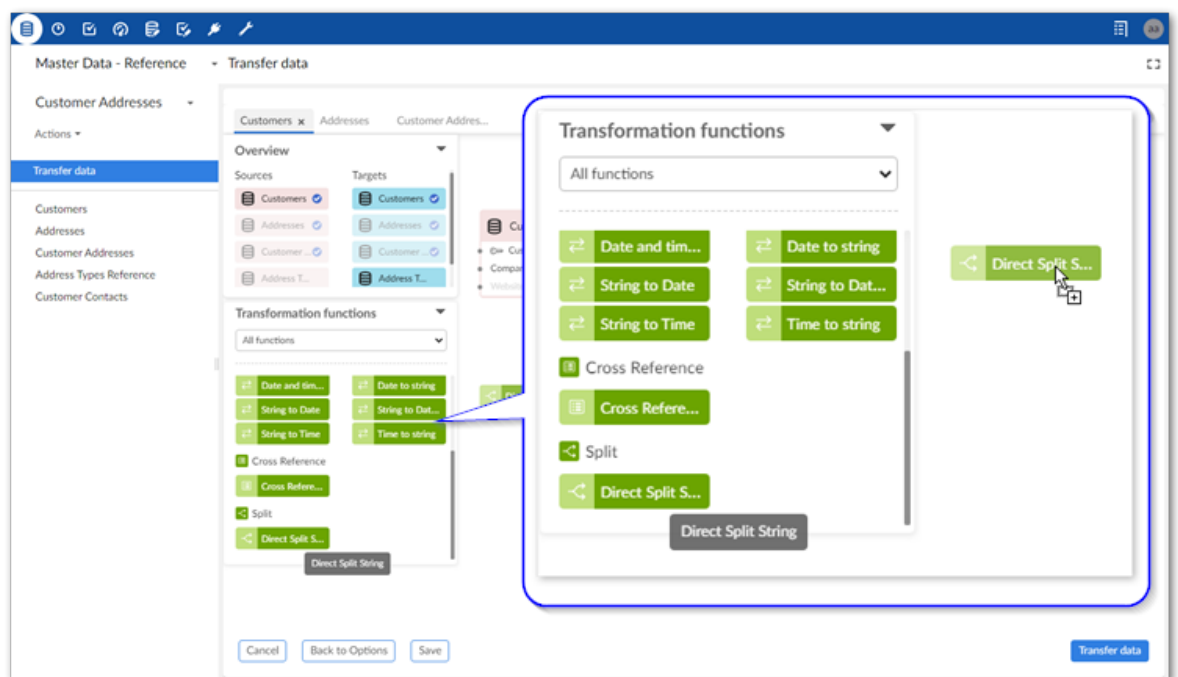 aa
Master Data - Reference
Transfer data
Customer Addresses
Actions
Transfer data
Customers
Addresses
Customer Addresses
Address Types Reference
Customer Contacts
Customers x Addresses Customer Addres...
Overview
Sources Targets
Customers Customers
Addresses Addresses
Customer ... Customer ...
Address T... Address T...
Transformation functions
All functions
Date and tim... Date to string
String to Date String to Dat...
String to Time Time to string
Cross Reference
Cross Refere...
Split
Direct Split S...
Direct Split String
Cu
Cus
Compar
Website
Transformation functions
All functions
Date and tim... Date to string
String to Date String to Dat...
String to Time Time to string
Cross Reference
Cross Refere...
Split
Direct Split S...
Direct Split String
Direct Split S...
Cancel Back to Options Save
Transfer data